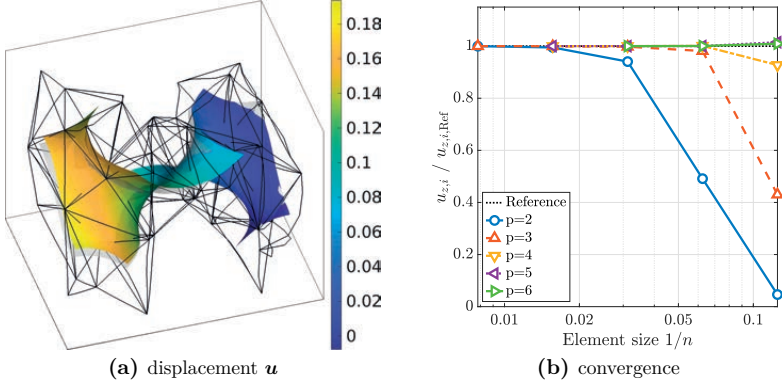 0.18
0.16
0.14
0.12
0.10
0.08
0.06
0.04
0.02
0
(a) displacement u
1
0.8
0.6
0.4
0.2
0
u_{z,i} / u_{z,i,Ref}
Reference
p=2
p=3
p=4
p=5
p=6
0.01
0.02
0.05
0.1
Element size 1/n
(b) convergence